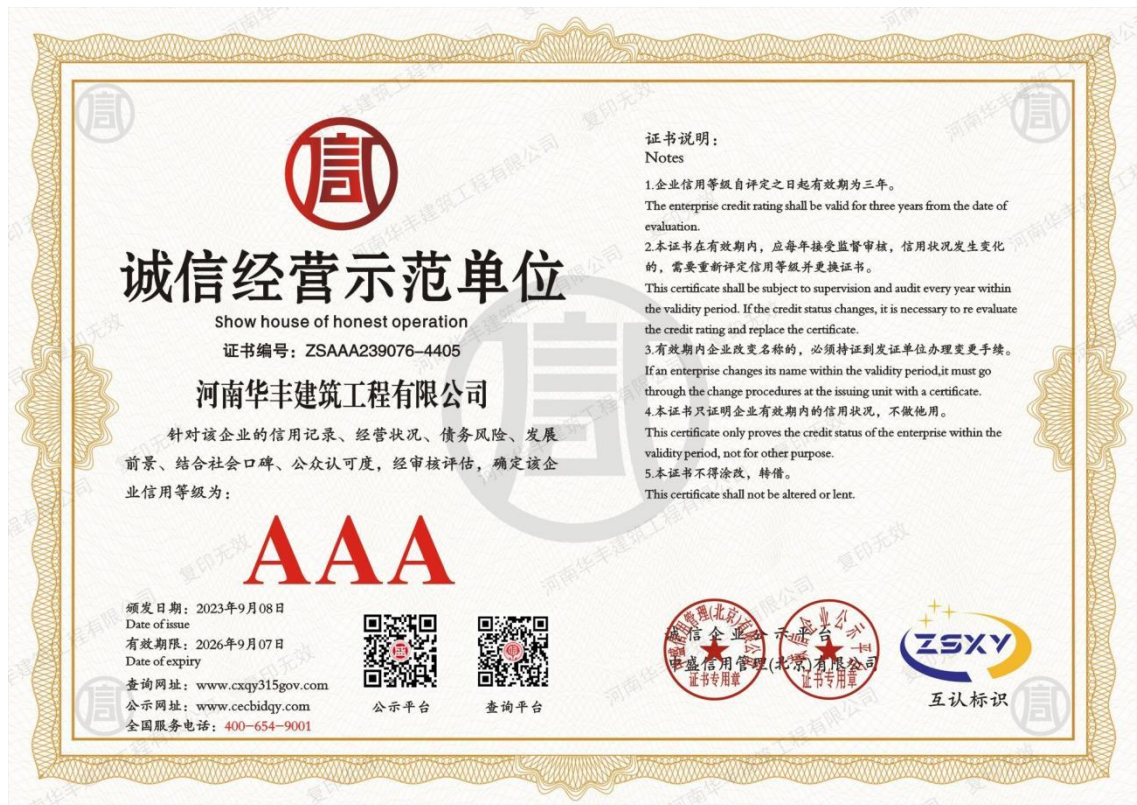 诚信经营示范单位
Show house of honest operation
证书编号：ZSAAA239076-4405
河南华丰建筑工程有限公司
针对该企业的信用记录、经营状况、债务风险、发展
前景、结合社会口碑、公众认可度，经审核评估，确定该企
业信用等级为：
AAA
颁发日期：2023年9月08日
Date of issue
有效期限：2026年9月07日
Date of expiry
查询网址：www.cxqy315gov.com
公示网址：www.cecbidqy.com
全国服务电话：400-654-9001
公示平台
查询平台
证书说明：
Notes
1.企业信用等级自评定之日起有效期为三年。
The enterprise credit rating shall be valid for three years from the date of
evaluation.
2.本证书在有效期内，应每年接受监督审核，信用状况发生变化
的，需要重新评定信用等级并更换证书。
This certificate shall be subject to supervision and audit every year within
the validity period. If the credit status changes, it is necessary to re evaluate
the credit rating and replace the certificate.
3.有效期内企业改变名称的，必须持证到发证单位办理变更手续。
If an enterprise changes its name within the validity period,it must go
through the change procedures at the issuing unit with a certificate.
4.本证书只证明企业有效期内的信用状况，不做他用。
This certificate only proves the credit status of the enterprise within the
validity period, not for other purpose.
5.本证书不得涂改，转借。
This certificate shall not be altered or lent.
诚信企业公示平台
中盛信用管理(北京)有限公司
证书专用章
证书专用章
ZSXY
互认标识
河南华丰建筑工程有限公司
复印无效